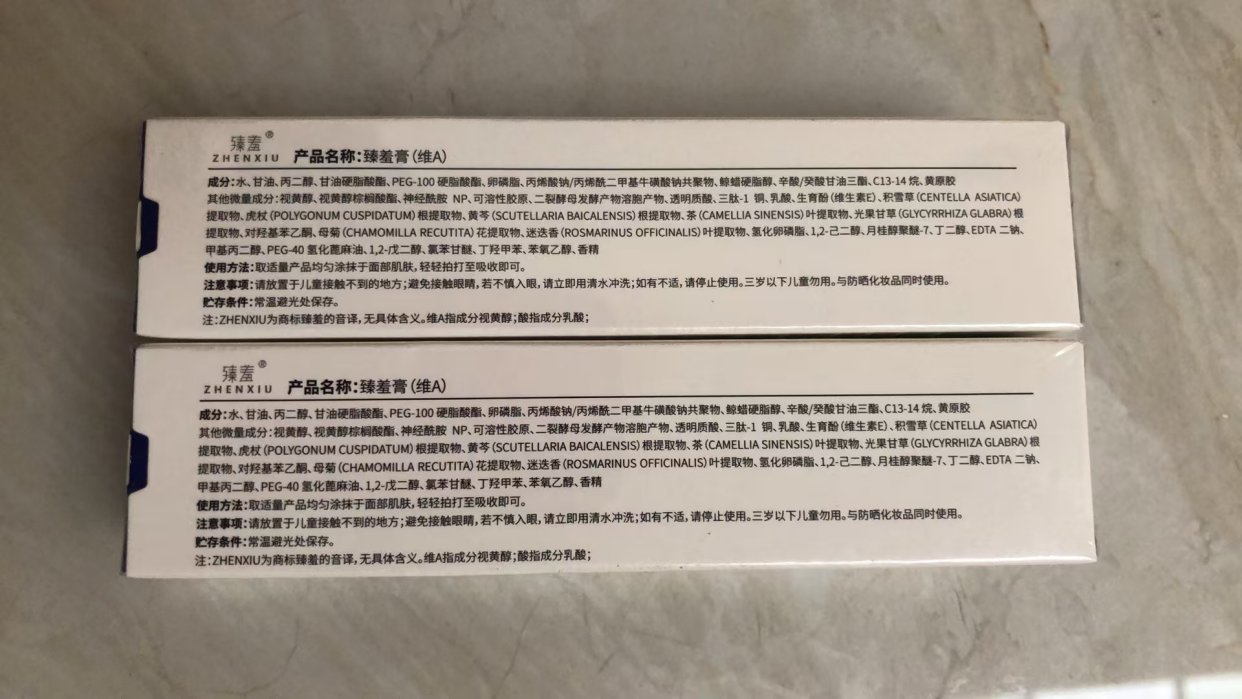 臻羞®
ZHENXIU 产品名称：臻羞膏（维A）
成分：水、甘油、丙二醇、甘油硬脂酸酯、PEG-100 硬脂酸酯、卵磷脂、丙烯酸钠/丙烯酰二甲基牛磺酸钠共聚物、鲸蜡硬脂醇、辛酸/癸酸甘油三酯、C13-14 烷、黄原胶
其他微量成分：视黄醇、视黄醇棕榈酸酯、神经酰胺 NP、可溶性胶原、二裂酵母发酵产物溶胞产物、透明质酸、三肽-1 铜、乳酸、生育酚（维生素E）、积雪草（CENTELLA ASIATICA）
提取物、虎杖（POLYGONUM CUSPIDATUM）根提取物、黄芩（SCUTELLARIA BAICALENSIS）根提取物、茶（CAMELLIA SINENSIS）叶提取物、光果甘草（GLYCYRRHIZA GLABRA）根
提取物、对羟基苯乙酮、母菊（CHAMOMILLA RECUTITA）花提取物、迷迭香（ROSMARINUS OFFICINALIS）叶提取物、氢化卵磷脂、1,2-己二醇、月桂醇聚醚-7、丁二醇、EDTA 二钠、
甲基丙二醇、PEG-40 氢化蓖麻油、1,2-戊二醇、氯苯甘醚、丁羟甲苯、苯氧乙醇、香精
使用方法：取适量产品均匀涂抹于面部肌肤，轻轻拍打至吸收即可。
注意事项：请放置于儿童接触不到的地方；避免接触眼睛，若不慎入眼，请立即用清水冲洗；如有不适，请停止使用。三岁以下儿童勿用。与防晒化妆品同时使用。
贮存条件：常温避光处保存。
注：ZHENXIU为商标臻羞的音译，无具体含义。维A指成分视黄醇；酸指成分乳酸；
臻羞®
ZHENXIU 产品名称：臻羞膏（维A）
成分：水、甘油、丙二醇、甘油硬脂酸酯、PEG-100 硬脂酸酯、卵磷脂、丙烯酸钠/丙烯酰二甲基牛磺酸钠共聚物、鲸蜡硬脂醇、辛酸/癸酸甘油三酯、C13-14 烷、黄原胶
其他微量成分：视黄醇、视黄醇棕榈酸酯、神经酰胺 NP、可溶性胶原、二裂酵母发酵产物溶胞产物、透明质酸、三肽-1 铜、乳酸、生育酚（维生素E）、积雪草（CENTELLA ASIATICA）
提取物、虎杖（POLYGONUM CUSPIDATUM）根提取物、黄芩（SCUTELLARIA BAICALENSIS）根提取物、茶（CAMELLIA SINENSIS）叶提取物、光果甘草（GLYCYRRHIZA GLABRA）根
提取物、对羟基苯乙酮、母菊（CHAMOMILLA RECUTITA）花提取物、迷迭香（ROSMARINUS OFFICINALIS）叶提取物、氢化卵磷脂、1,2-己二醇、月桂醇聚醚-7、丁二醇、EDTA 二钠、
甲基丙二醇、PEG-40 氢化蓖麻油、1,2-戊二醇、氯苯甘醚、丁羟甲苯、苯氧乙醇、香精
使用方法：取适量产品均匀涂抹于面部肌肤，轻轻拍打至吸收即可。
注意事项：请放置于儿童接触不到的地方；避免接触眼睛，若不慎入眼，请立即用清水冲洗；如有不适，请停止使用。三岁以下儿童勿用。与防晒化妆品同时使用。
贮存条件：常温避光处保存。
注：ZHENXIU为商标臻羞的音译，无具体含义。维A指成分视黄醇；酸指成分乳酸；